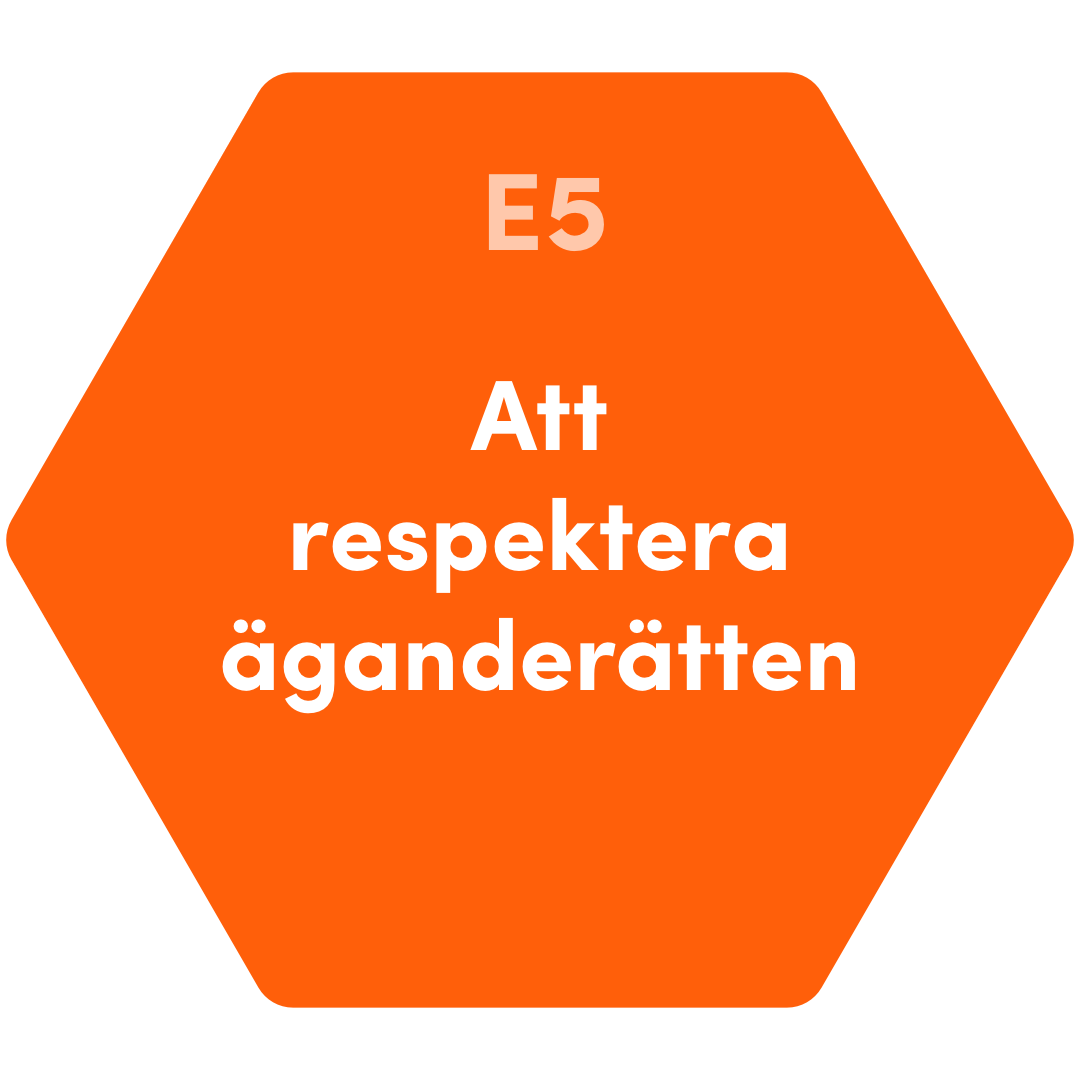 E5
Att
respektera
äganderätten